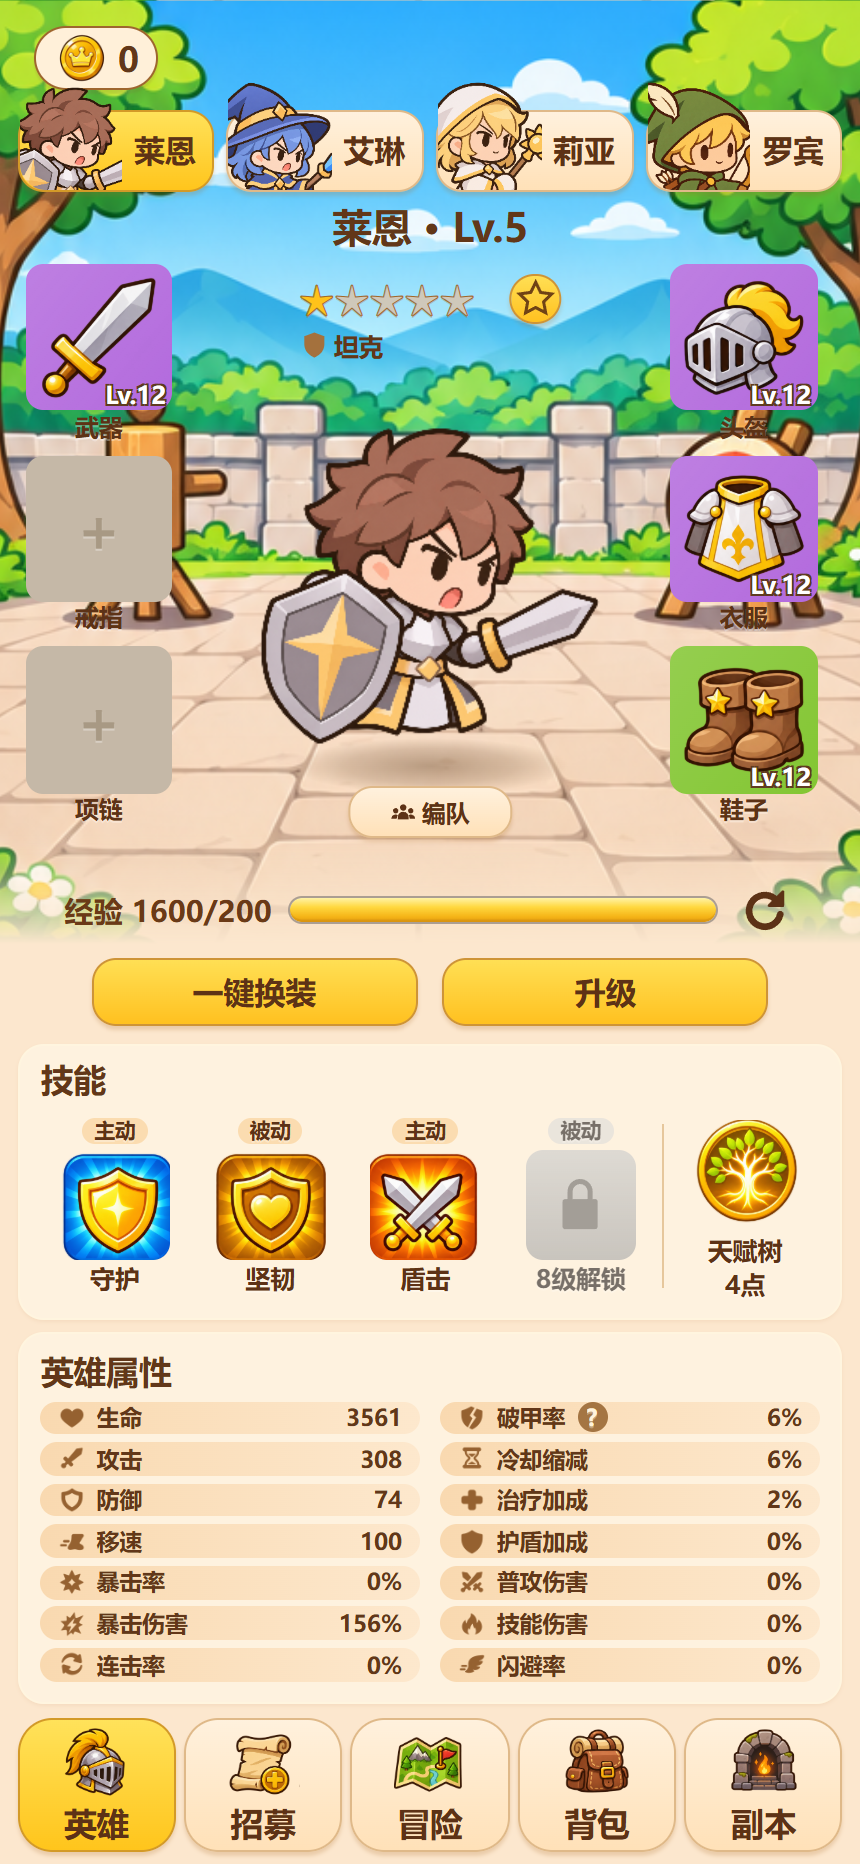 0
莱恩
艾琳
莉亚
罗宾
莱恩·Lv.5
坦克
Lv.12
武器
Lv.12
头盔
+
戒指
Lv.12
衣服
+
项链
Lv.12
鞋子
编队
经验 1600/200
一键换装
升级
技能
主动
被动
主动
被动
守护
坚韧
盾击
8级解锁
天赋树
4点
英雄属性
生命 3561
破甲率 ? 6%
攻击 308
冷却缩减 6%
防御 74
治疗加成 2%
移速 100
护盾加成 0%
暴击率 0%
普攻伤害 0%
暴击伤害 156%
技能伤害 0%
连击率 0%
闪避率 0%
英雄
招募
冒险
背包
副本